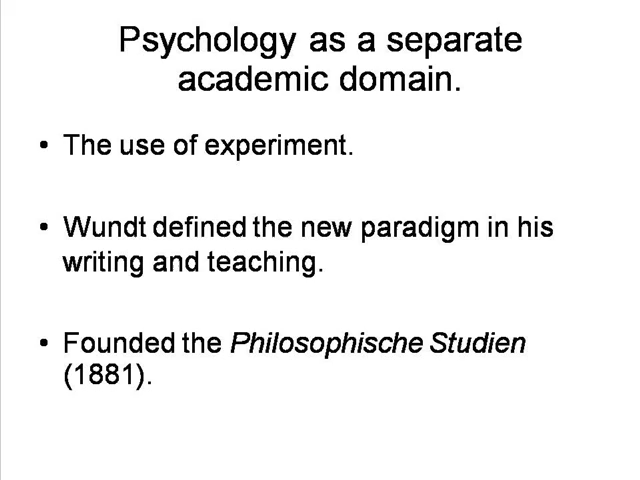 Psychology as a separate
academic domain.
• The use of experiment.
• Wundt defined the new paradigm in his
writing and teaching.
• Founded the Philosophische Studien
(1881).